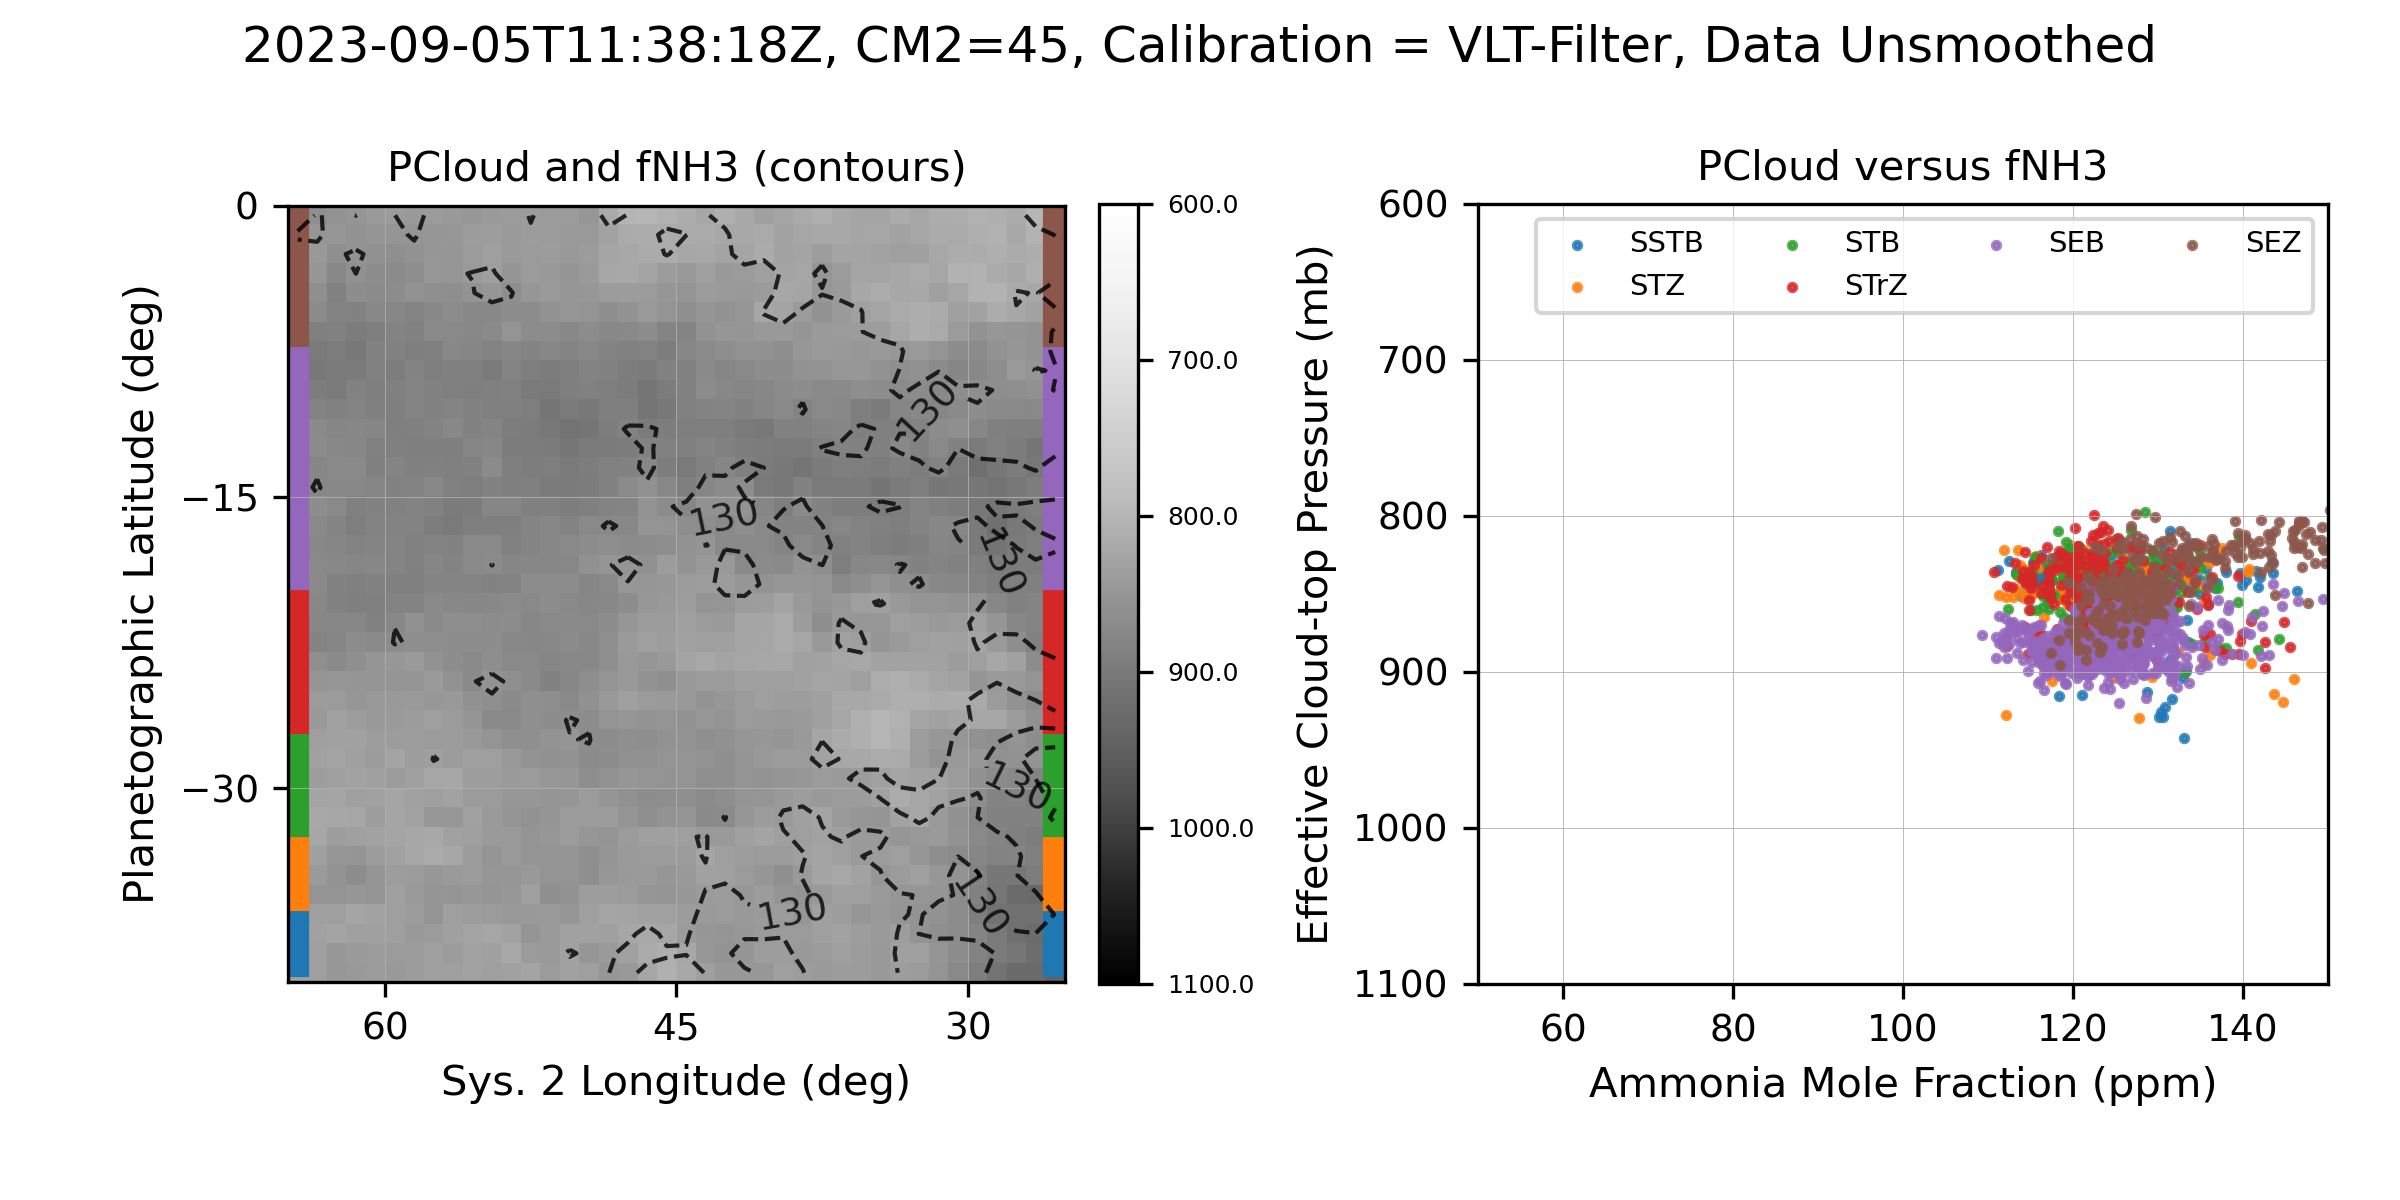 2023-09-05T11:38:18Z, CM2=45, Calibration = VLT-Filter, Data Unsmoothed
PCloud and fNH3 (contours)
0
−15
−30
Planetographic Latitude (deg)
60
45
30
Sys. 2 Longitude (deg)
130
130
130
130
130
130
600.0
700.0
800.0
900.0
1000.0
1100.0
PCloud versus fNH3
SSTB
STB
SEB
SEZ
STZ
STrZ
600
700
800
900
1000
1100
Effective Cloud-top Pressure (mb)
60
80
100
120
140
Ammonia Mole Fraction (ppm)